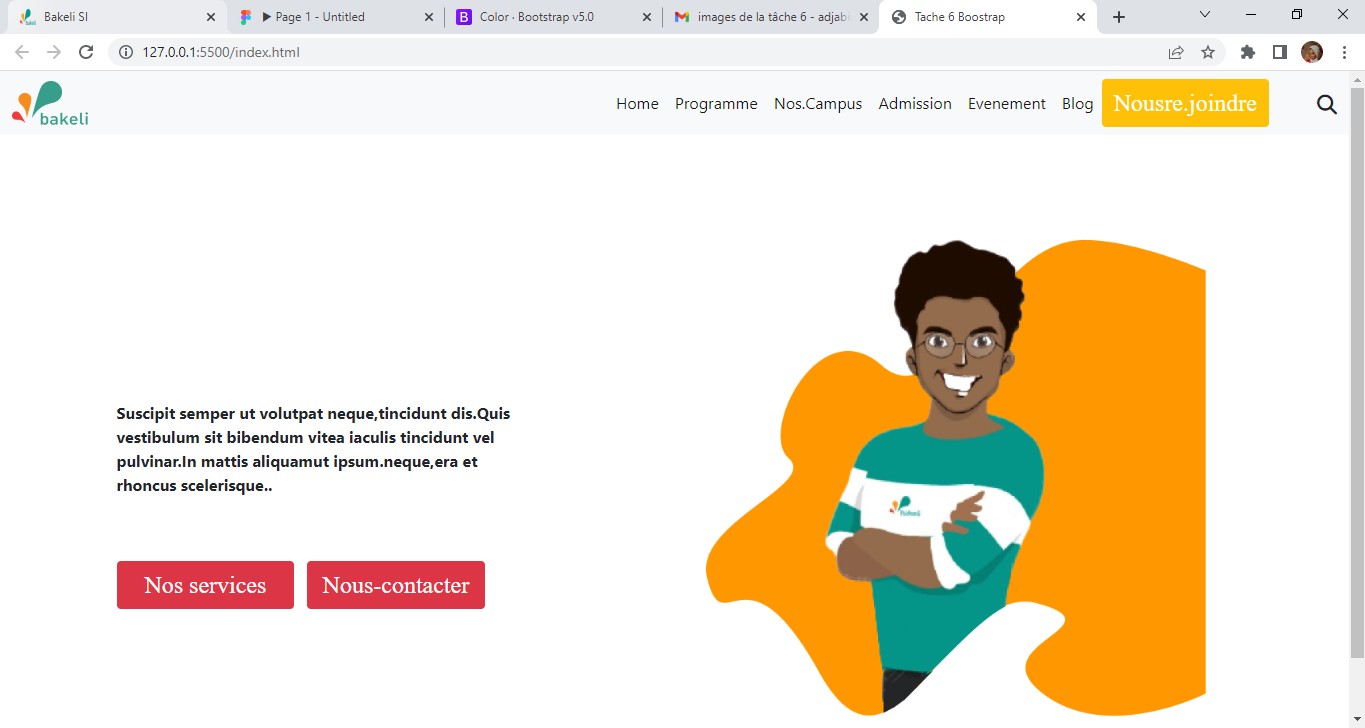 Bakeli SI
▶ Page 1 - Untitled
B
Color · Bootstrap v5.0
images de la tâche 6 - adjabi
Tache 6 Boostrap
127.0.0.1:5500/index.html
bakeli
Home Programme Nos.Campus Admission Evenement Blog Nousre.joindre
Suscipit semper ut volutpat neque,tincidunt dis.Quis
vestibulum sit bibendum vitea iaculis tincidunt vel
pulvinar.In mattis aliquamut ipsum.neque,era et
rhoncus scelerisque..
Nos services Nous-contacter